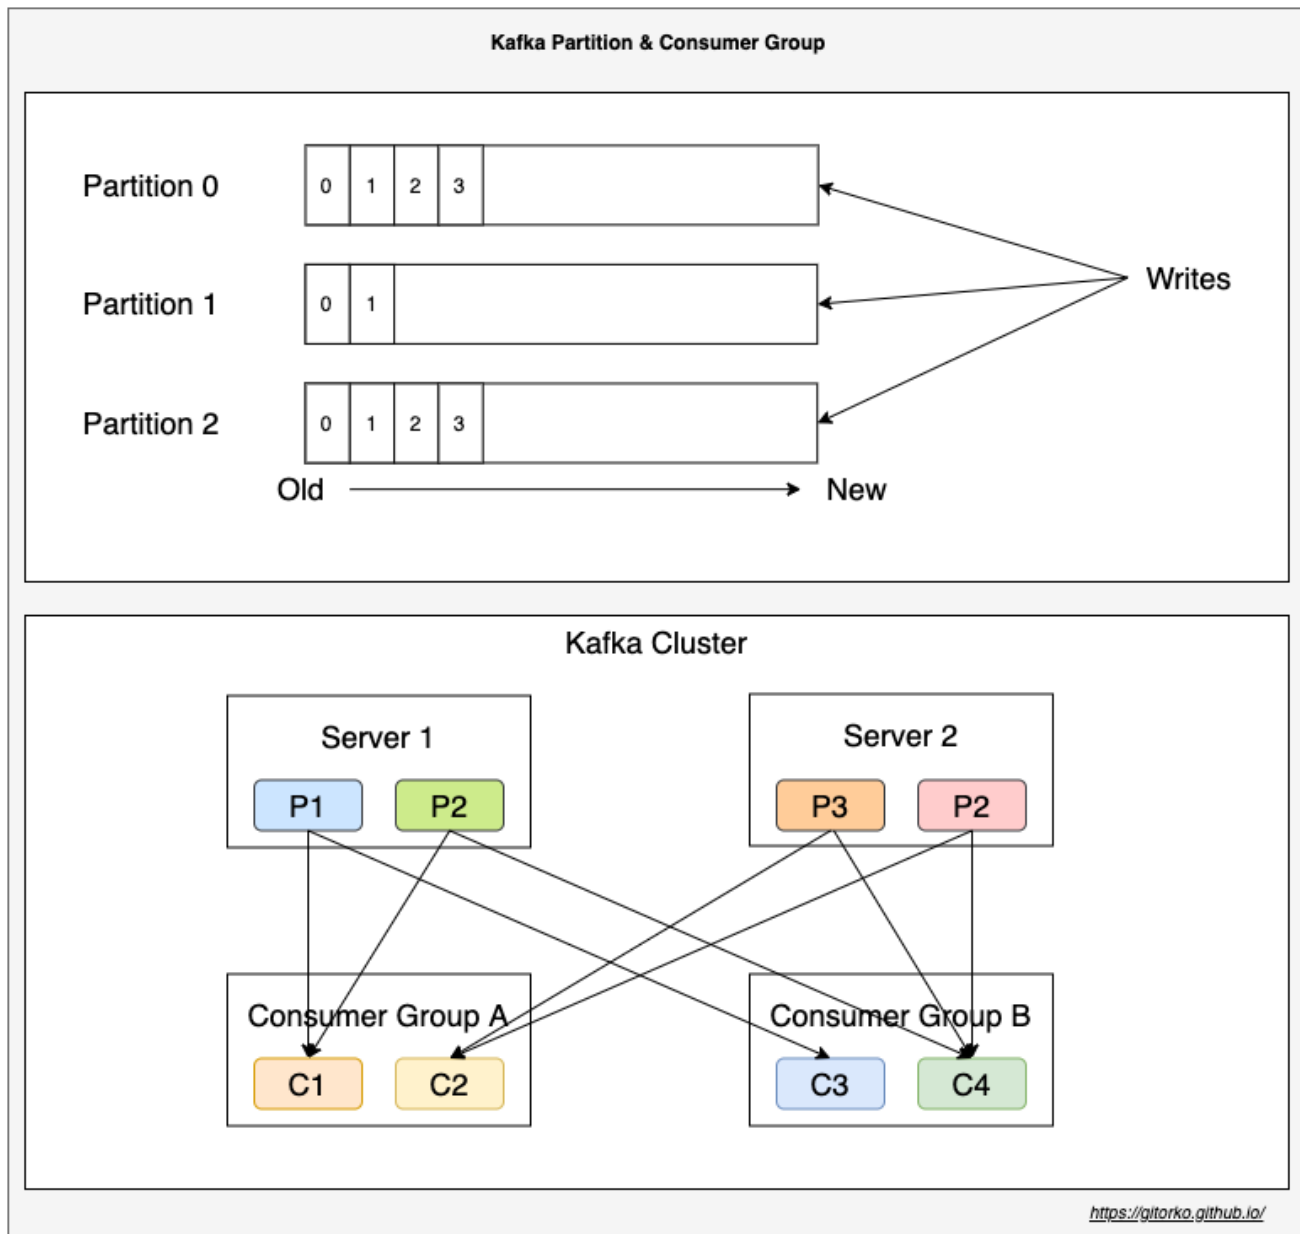 Kafka Partition & Consumer Group
Partition 0
0 1 2 3
Partition 1
0 1
Writes
Partition 2
0 1 2 3
Old
New
Kafka Cluster
Server 1
P1 P2
Server 2
P3 P2
Consumer Group A
C1 C2
Consumer Group B
C3 C4
https://gitorko.github.io/